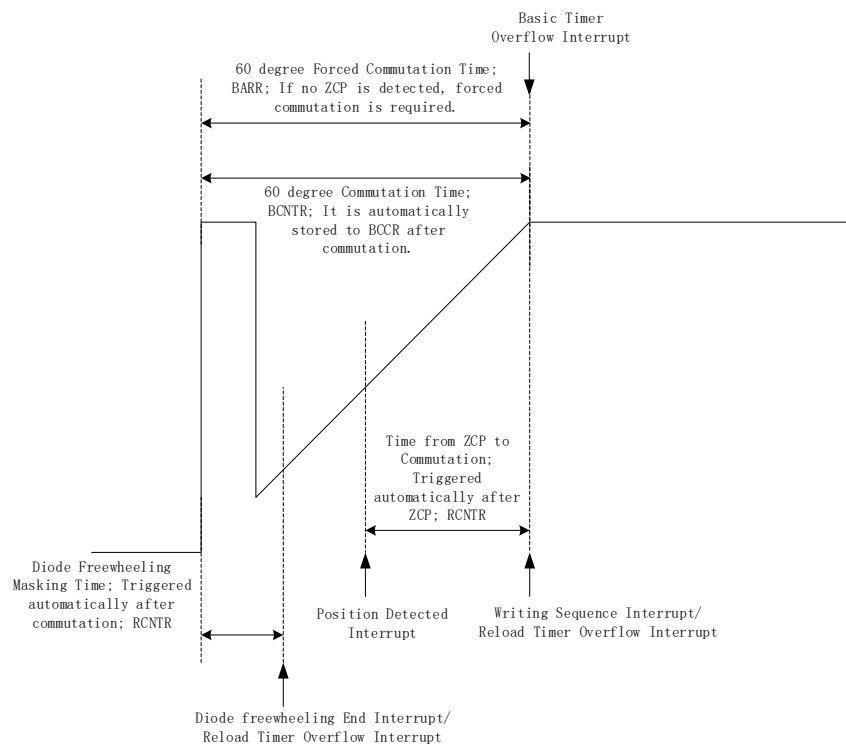 Basic Timer
Overflow Interrupt
60 degree Forced Commutation Time;
BARR; If no ZCP is detected, forced
commutation is required.
60 degree Commutation Time;
BCNTR; It is automatically
stored to BCCR after
commutation.
Time from ZCP to
Commutation;
Triggered
automatically after
ZCP; RCNTR
Diode Freewheeling
Masking Time; Triggered
automatically after
commutation; RCNTR
Position Detected
Interrupt
Writing Sequence Interrupt/
Reload Timer Overflow Interrupt
Diode freewheeling End Interrupt/
Reload Timer Overflow Interrupt